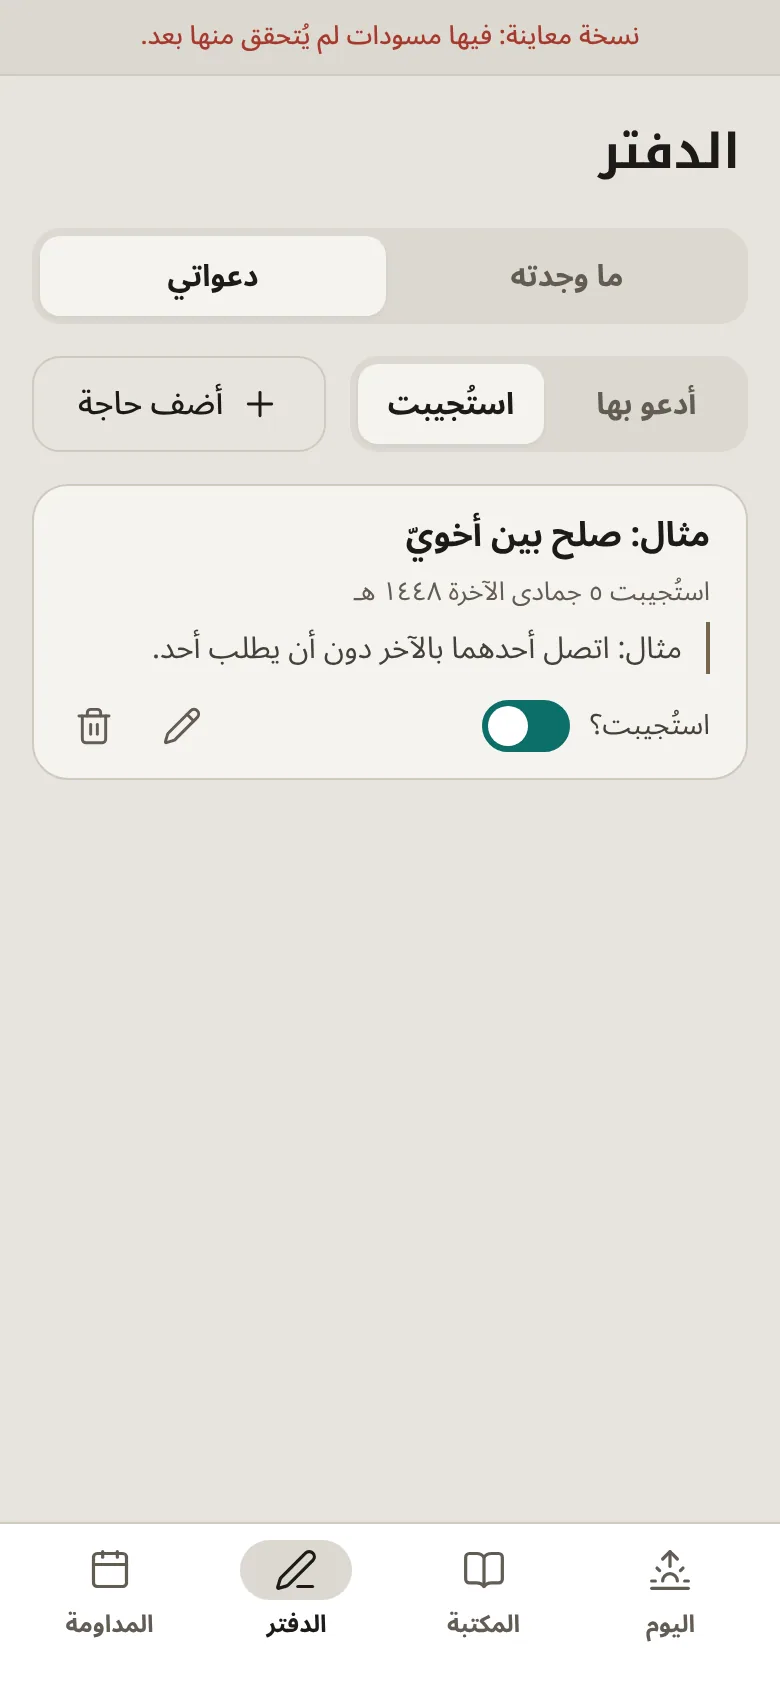 نسخة معاينة: فيها مسودات لم يُتحقق منها بعد.
الدفتر
ما وجدته
دعواتي
أدعو بها
استُجيبت
أضف حاجة
مثال: صلح بين أخويّ
استُجيبت ٥ جمادى الآخرة ١٤٤٨ هـ
مثال: اتصل أحدهما بالآخر دون أن يطلب أحد.
استُجيبت؟
اليوم
المكتبة
الدفتر
المداومة